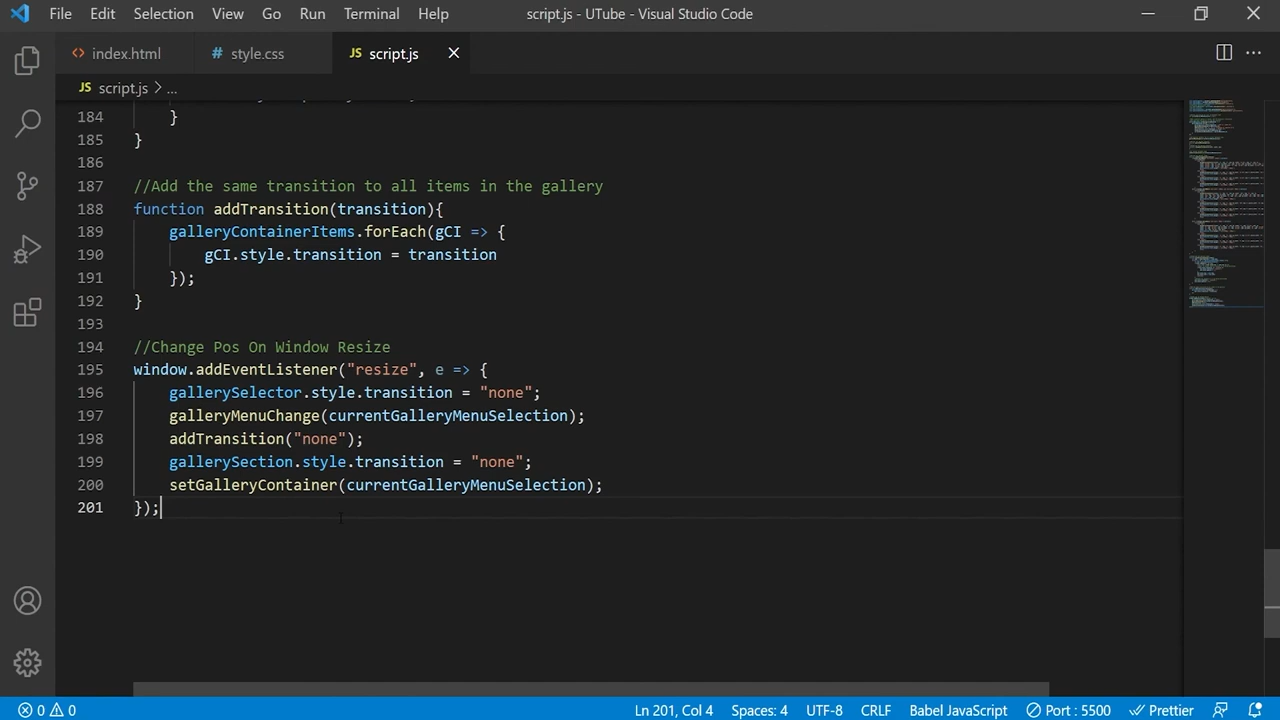 File Edit Selection View Go Run Terminal Help script.js - UTube - Visual Studio Code
index.html # style.css JS script.js
JS script.js > ...
184 }
185 }
186
187 //Add the same transition to all items in the gallery
188 function addTransition(transition){
189 galleryContainerItems.forEach(gCI => {
190 gCI.style.transition = transition
191 });
192 }
193
194 //Change Pos On Window Resize
195 window.addEventListener("resize", e => {
196 gallerySelector.style.transition = "none";
197 galleryMenuChange(currentGalleryMenuSelection);
198 addTransition("none");
199 gallerySection.style.transition = "none";
200 setGalleryContainer(currentGalleryMenuSelection);
201 });
0 0 Ln 201, Col 4 Spaces: 4 UTF-8 CRLF Babel JavaScript Port : 5500 Prettier